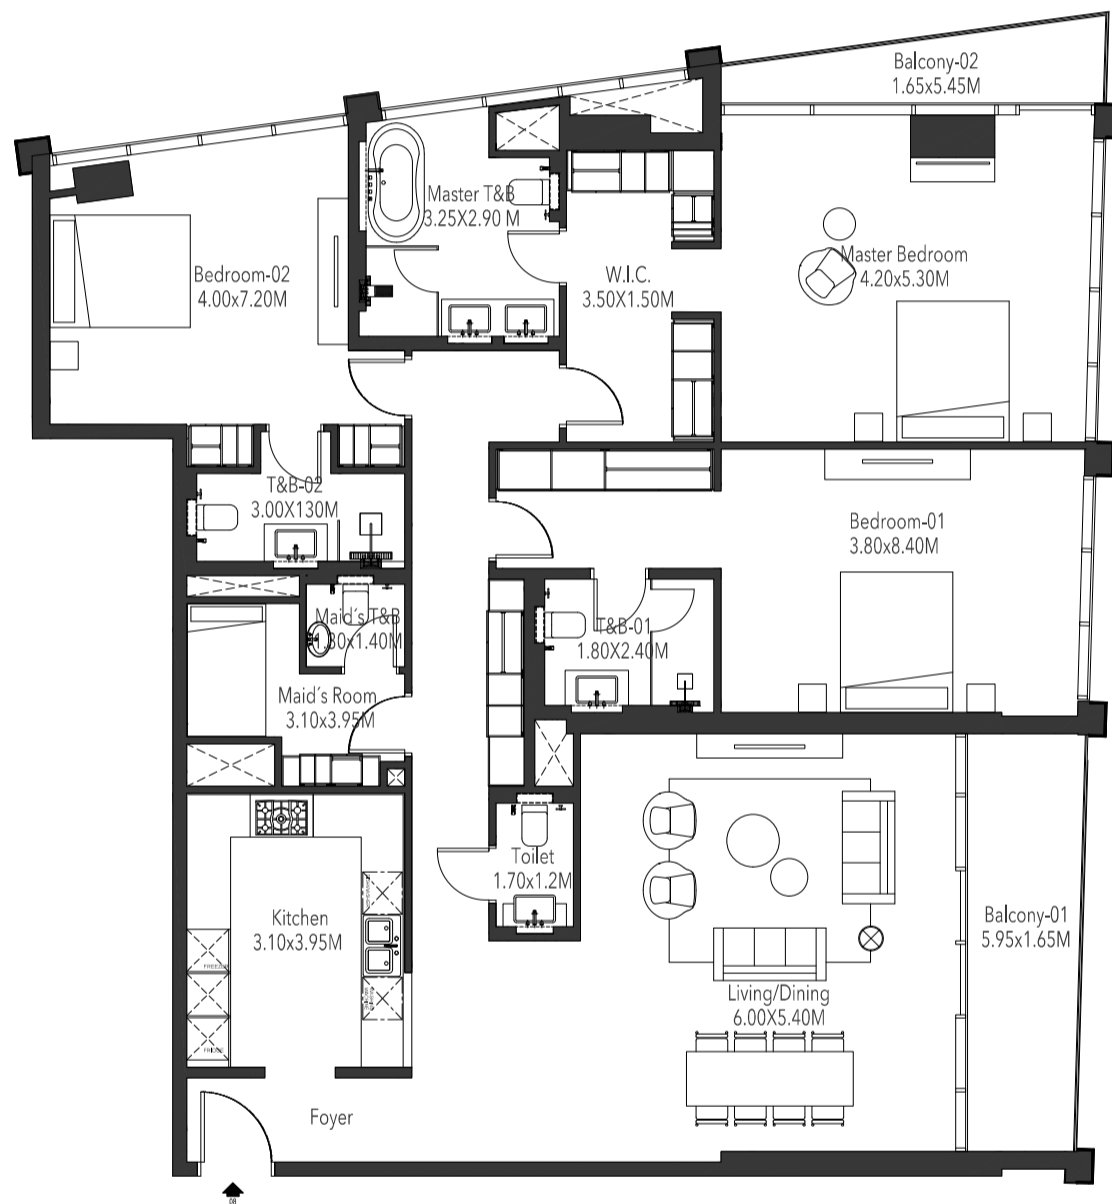 Balcony-02
1.65x5.45M
Master T&B
3.25X2.90 M
Bedroom-02
4.00x7.20M
W.I.C.
3.50X1.50M
Master Bedroom
4.20x5.30M
T&B-02
3.00X130M
Bedroom-01
3.80x8.40M
Maid´s T&B
.30x1.40M
T&B-01
1.80X2.40M
Maid´s Room
3.10x3.95M
Toilet
1.70x1.2M
Kitchen
3.10x3.95M
Balcony-01
5.95x1.65M
Living/Dining
6.00X5.40M
Foyer
08